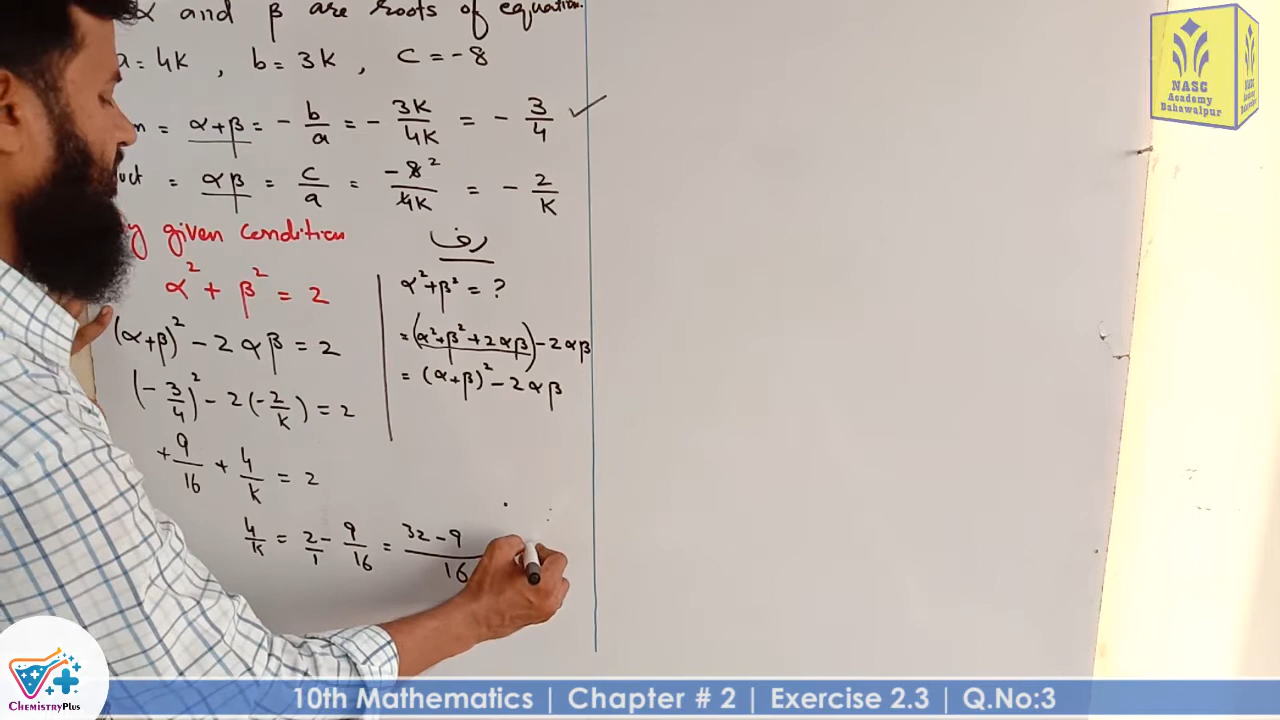 α and β are roots of equation.
a = 4K , b = 3K , C = -8
= α+β = - b/a = - 3K/4K = - 3/4 ✓
= αβ = C/a = -8²/4K = - 2/K
given condition
α² + β² = 2
(α+β)² - 2αβ = 2
(-3/4)² - 2(-2/K) = 2
+9/16 + 4/K = 2
4/K = 2/1 - 9/16 = 32-9/16
رف
α²+β² = ?
= (α²+β²+2αβ) - 2αβ
= (α+β)² - 2αβ
NASC
Academy
Bahawalpur
ChemistryPlus
10th Mathematics | Chapter # 2 | Exercise 2.3 | Q.No:3